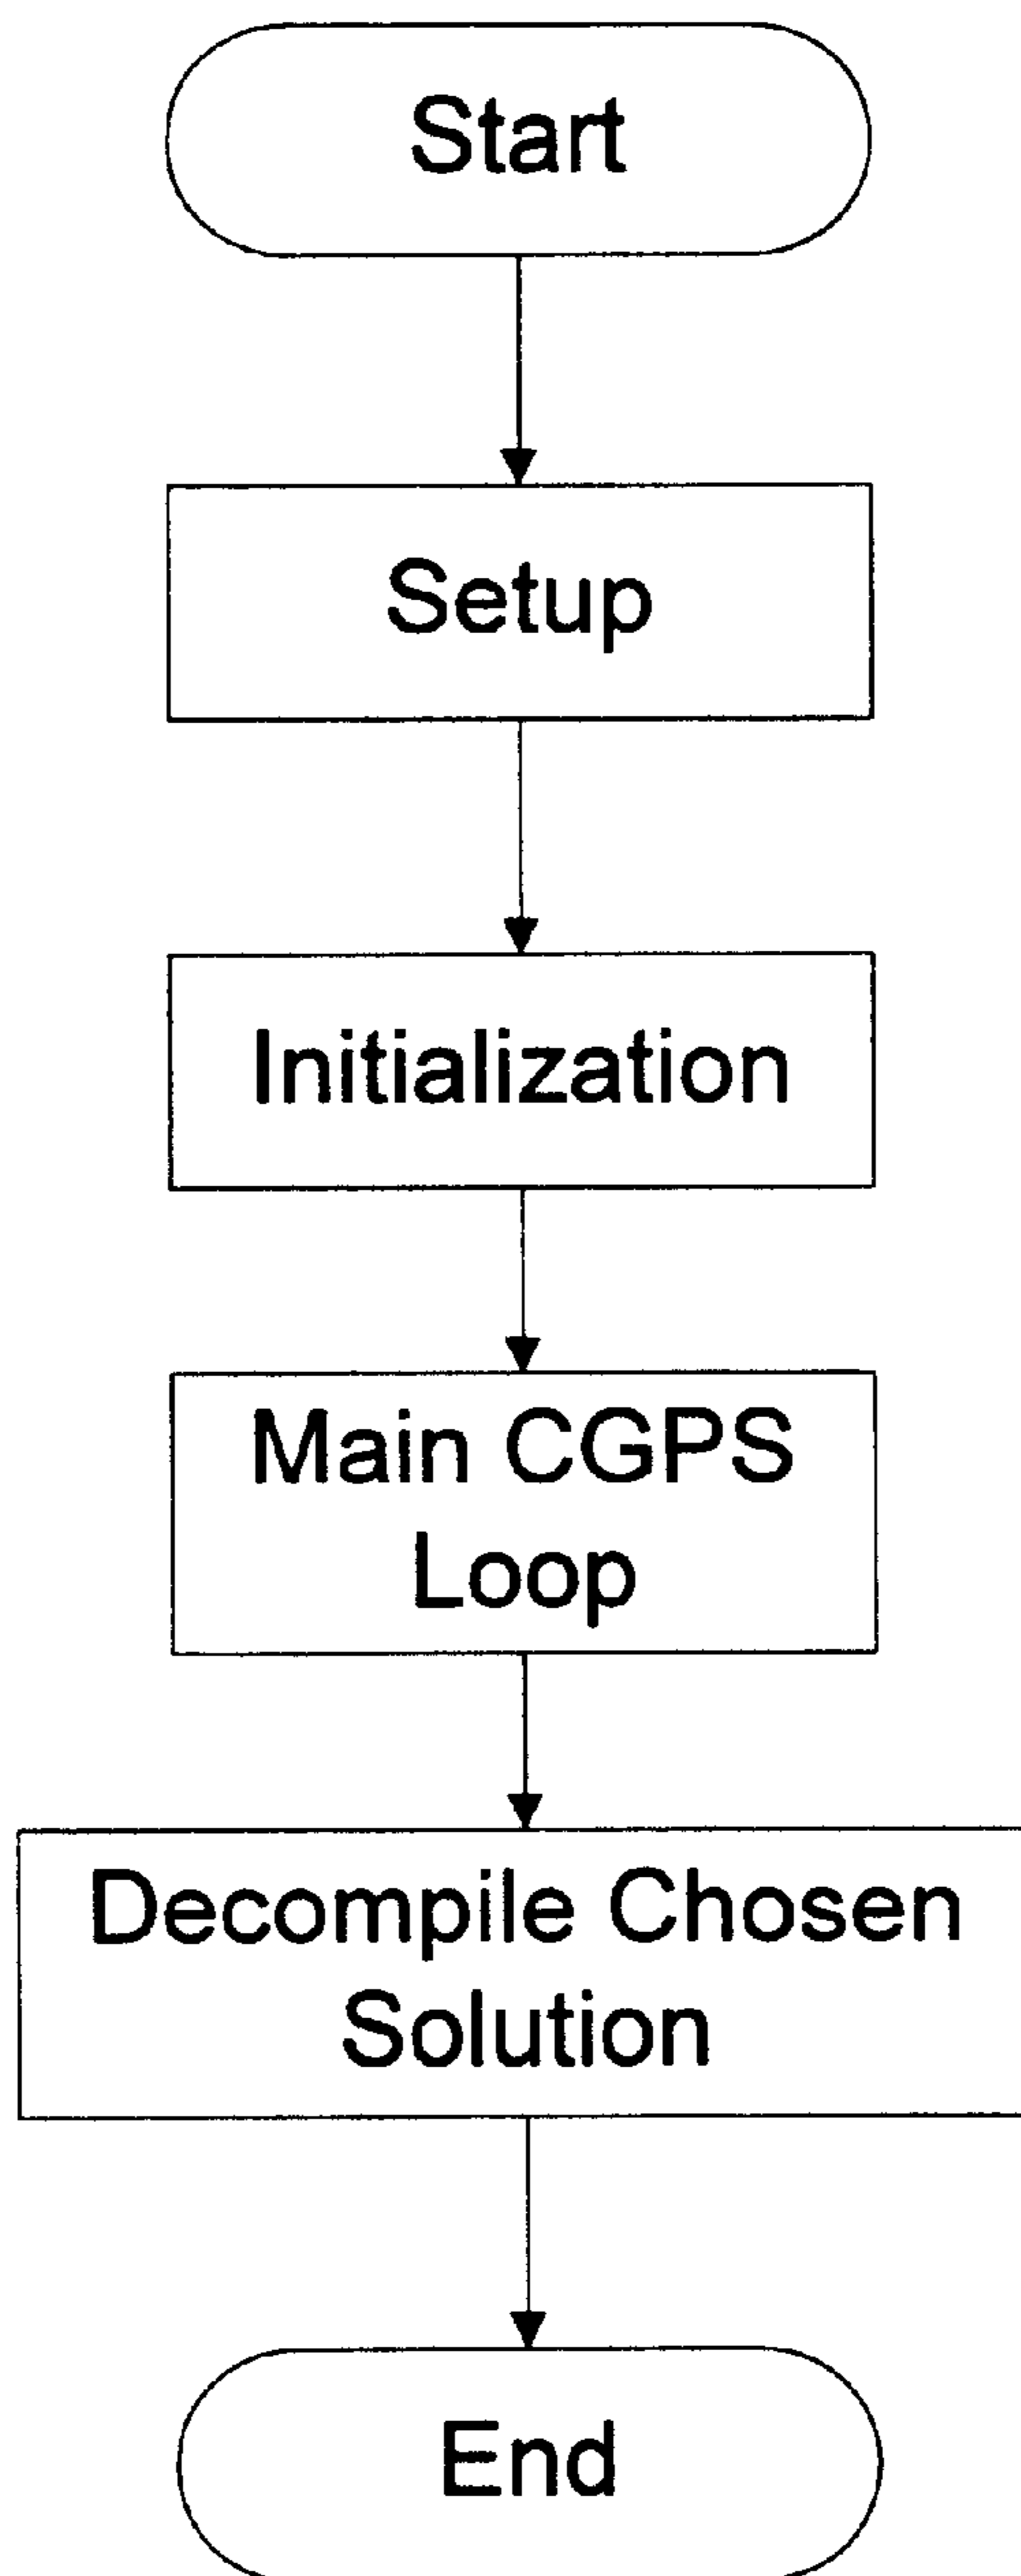 Start
Setup
Initialization
Main CGPS
Loop
Decompile Chosen
Solution
End